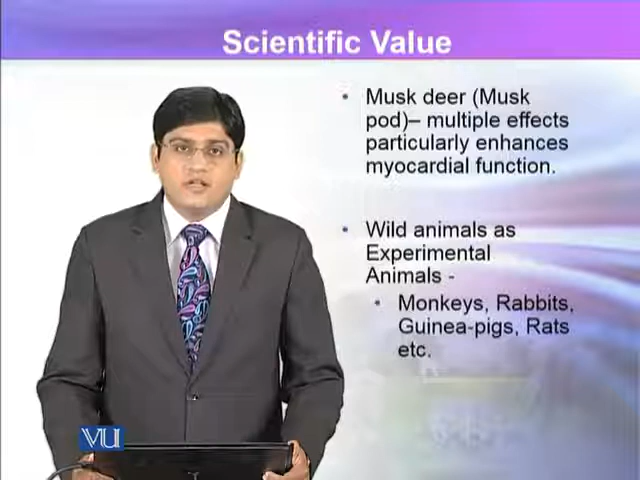 Scientific Value
• Musk deer (Musk
pod)– multiple effects
particularly enhances
myocardial function.
• Wild animals as
Experimental
Animals -
• Monkeys, Rabbits,
Guinea-pigs, Rats
etc.
VU